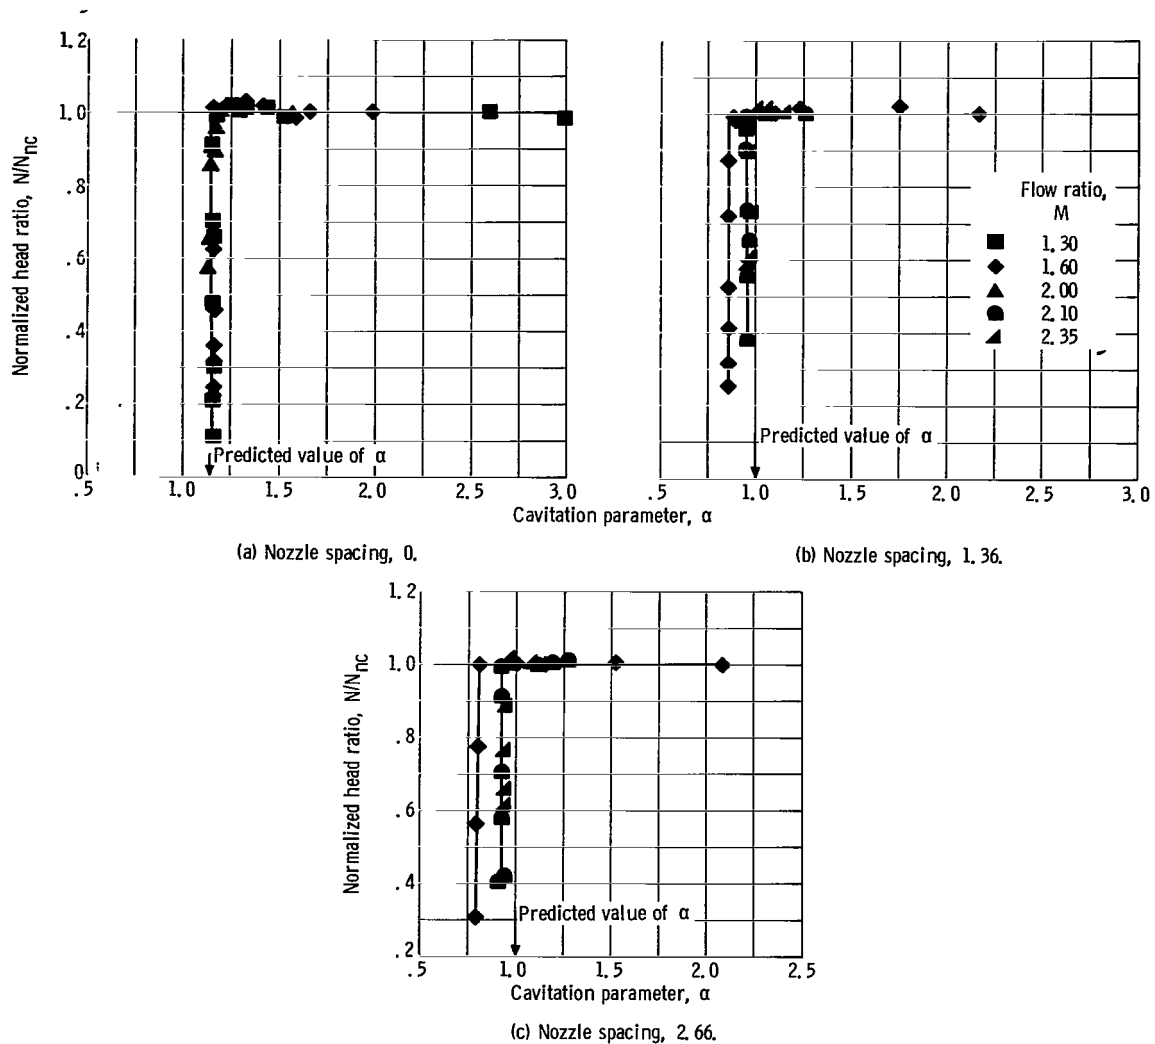 1.2
1.0
.8
.6
.4
.2
0
Normalized head ratio, N/Nnc
Predicted value of α
.5 1.0 1.5 2.0 2.5 3.0
Flow ratio,
M
1.30
1.60
2.00
2.10
2.35
Predicted value of α
.5 1.0 1.5 2.0 2.5 3.0
Cavitation parameter, α
(a) Nozzle spacing, 0.
(b) Nozzle spacing, 1.36.
1.2
1.0
.8
.6
.4
.2
Normalized head ratio, N/Nnc
Predicted value of α
.5 1.0 1.5 2.0 2.5
Cavitation parameter, α
(c) Nozzle spacing, 2.66.